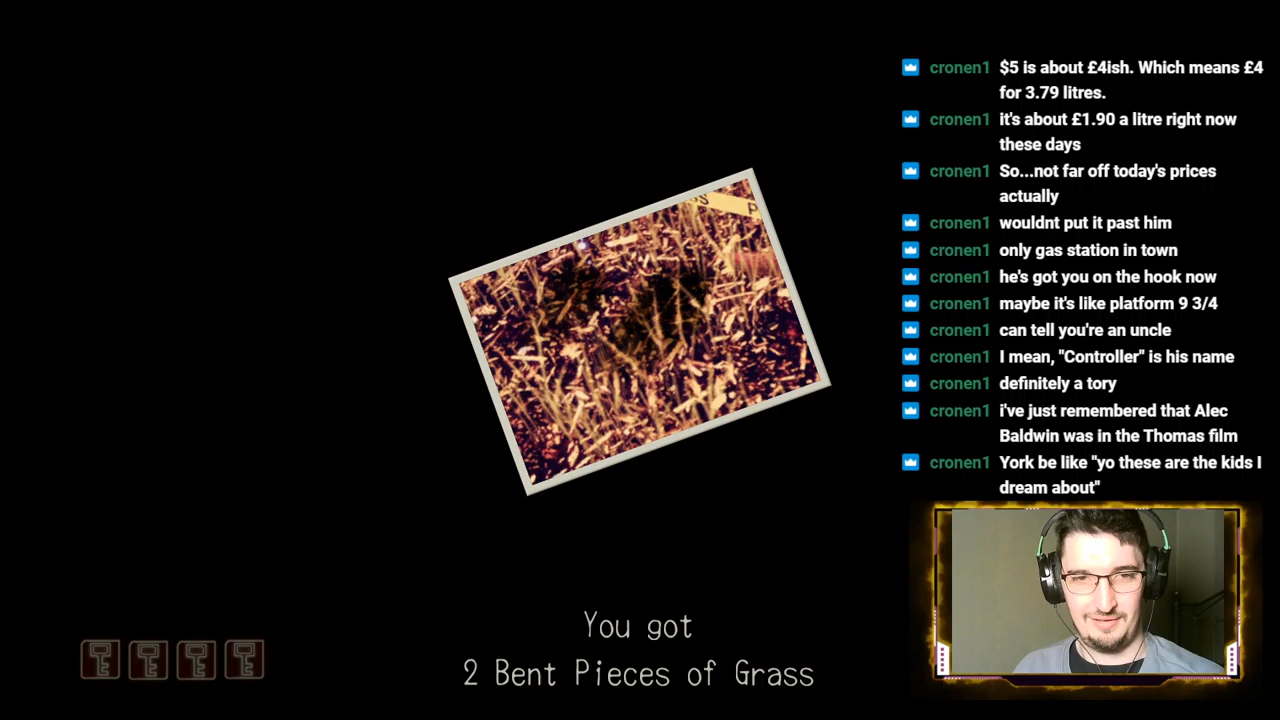 cronen1 $5 is about £4ish. Which means £4
for 3.79 litres.
cronen1 it's about £1.90 a litre right now
these days
cronen1 So...not far off today's prices
actually
cronen1 wouldnt put it past him
cronen1 only gas station in town
cronen1 he's got you on the hook now
cronen1 maybe it's like platform 9 3/4
cronen1 can tell you're an uncle
cronen1 I mean, "Controller" is his name
cronen1 definitely a tory
cronen1 i've just remembered that Alec
Baldwin was in the Thomas film
cronen1 York be like "yo these are the kids I
dream about"
S P
You got
2 Bent Pieces of Grass